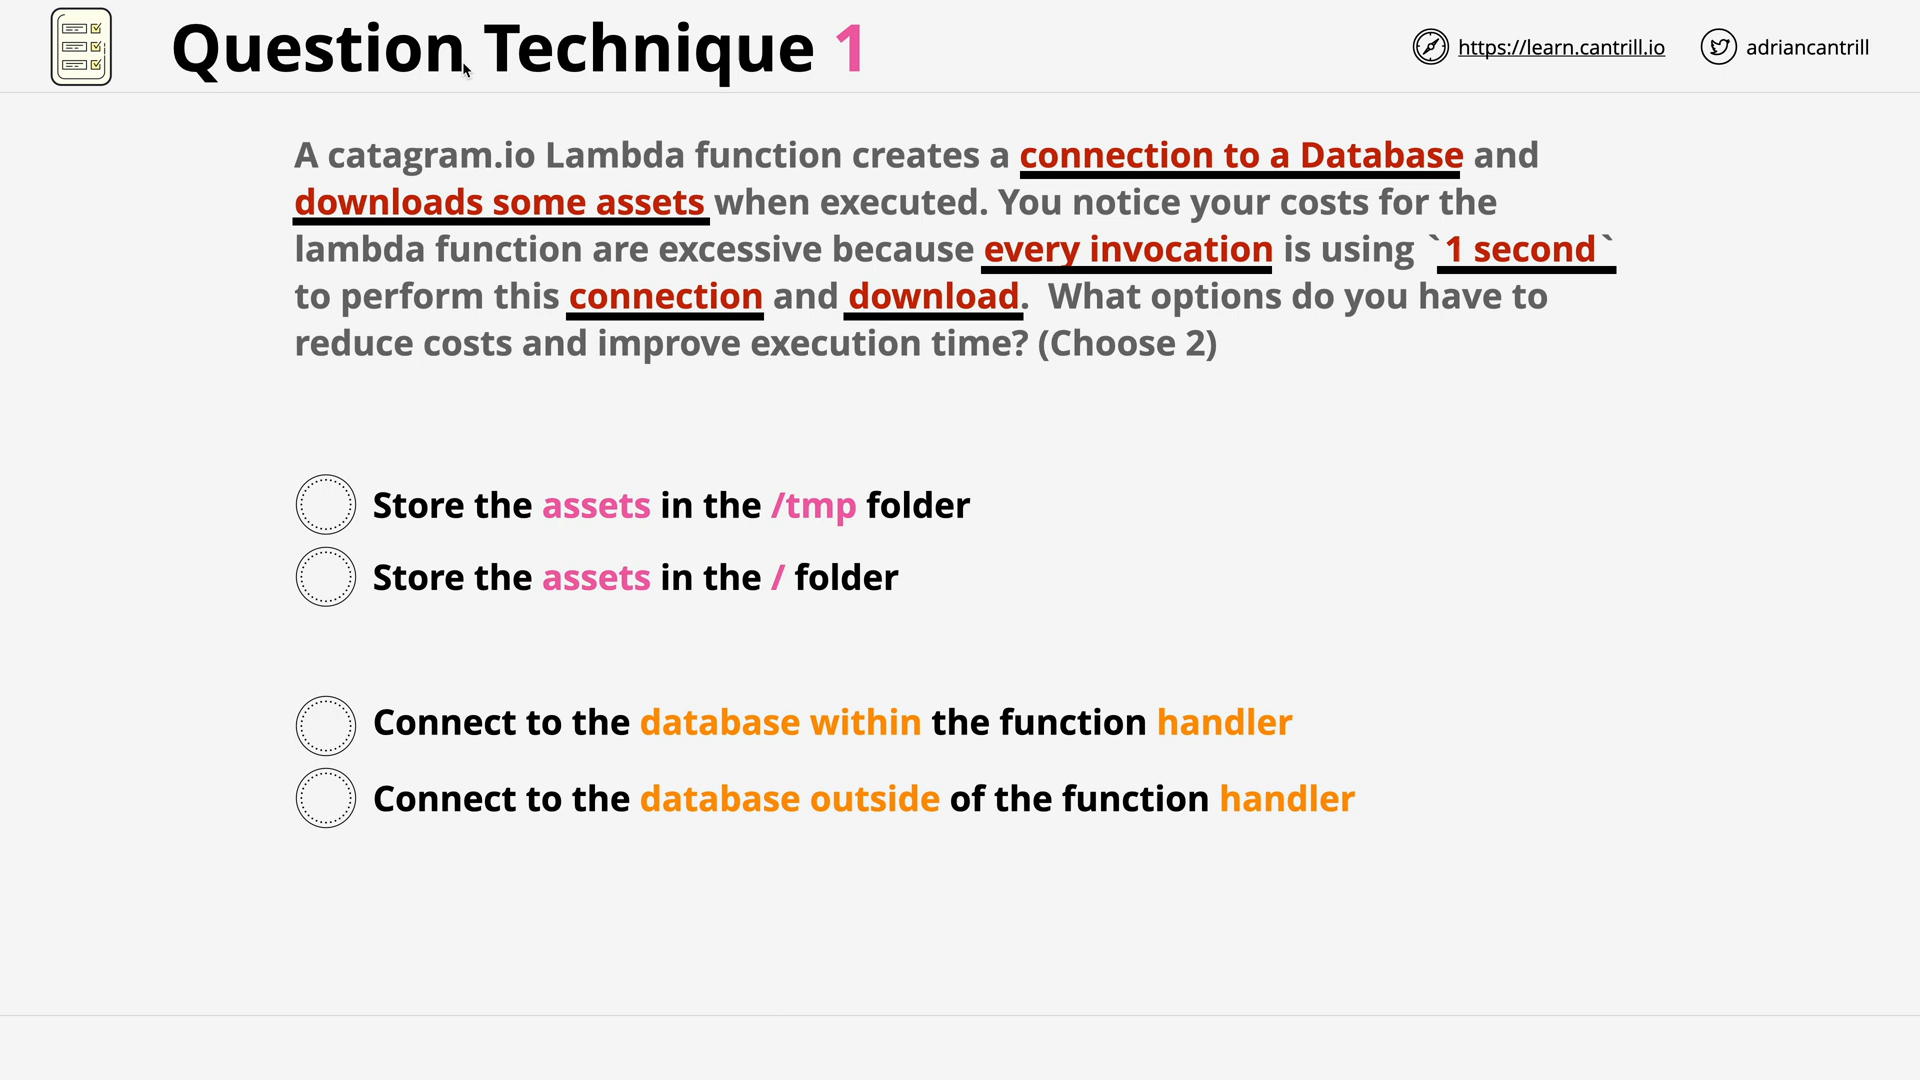 Question Technique 1
https://learn.cantrill.io
adriancantrill
A catagram.io Lambda function creates a connection to a Database and
downloads some assets when executed. You notice your costs for the
lambda function are excessive because every invocation is using `1 second`
to perform this connection and download.  What options do you have to
reduce costs and improve execution time? (Choose 2)
Store the assets in the /tmp folder
Store the assets in the / folder
Connect to the database within the function handler
Connect to the database outside of the function handler